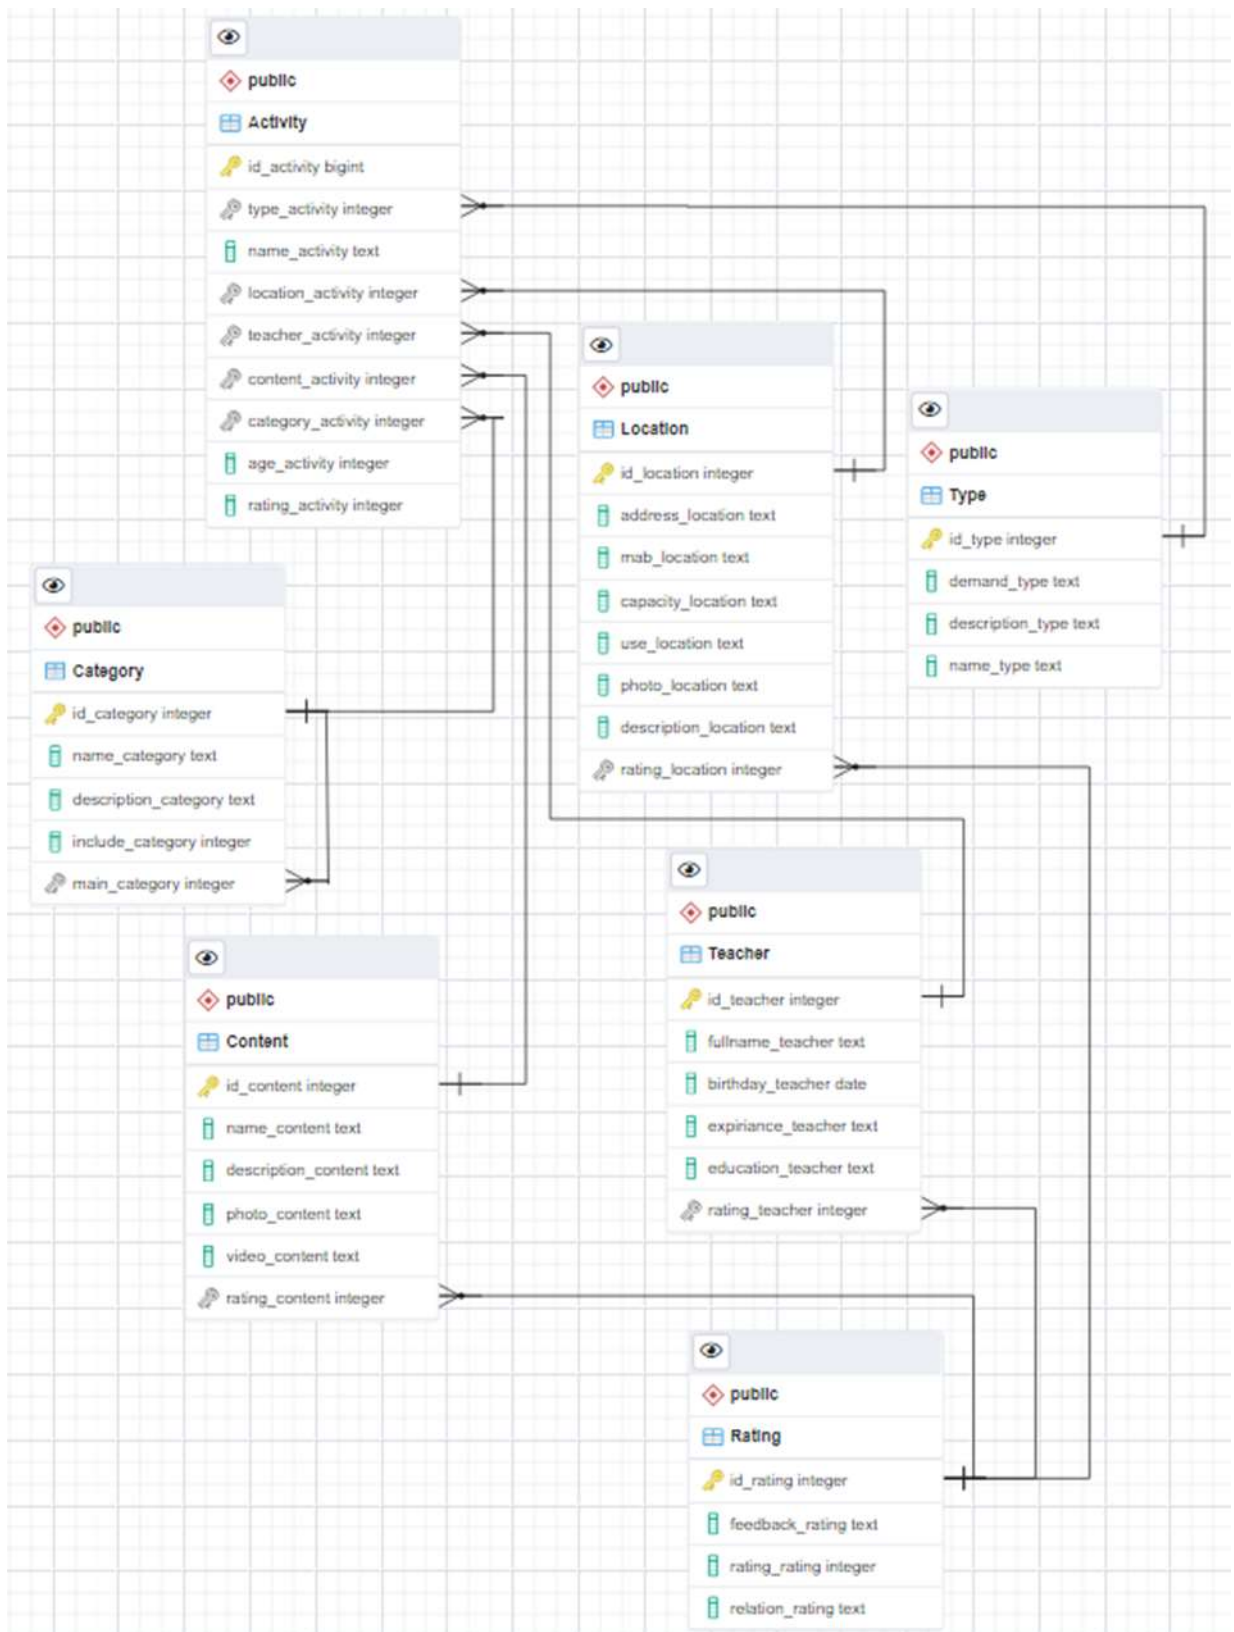 public
Activity
id_activity bigint
type_activity integer
name_activity text
location_activity integer
teacher_activity integer
content_activity integer
category_activity integer
age_activity integer
rating_activity integer
public
Location
id_location integer
address_location text
mab_location text
capacity_location text
use_location text
photo_location text
description_location text
rating_location integer
public
Type
id_type integer
demand_type text
description_type text
name_type text
public
Category
id_category integer
name_category text
description_category text
include_category integer
main_category integer
public
Teacher
id_teacher integer
fullname_teacher text
birthday_teacher date
expiriance_teacher text
education_teacher text
rating_teacher integer
public
Content
id_content integer
name_content text
description_content text
photo_content text
video_content text
rating_content integer
public
Rating
id_rating integer
feedback_rating text
rating_rating integer
relation_rating text